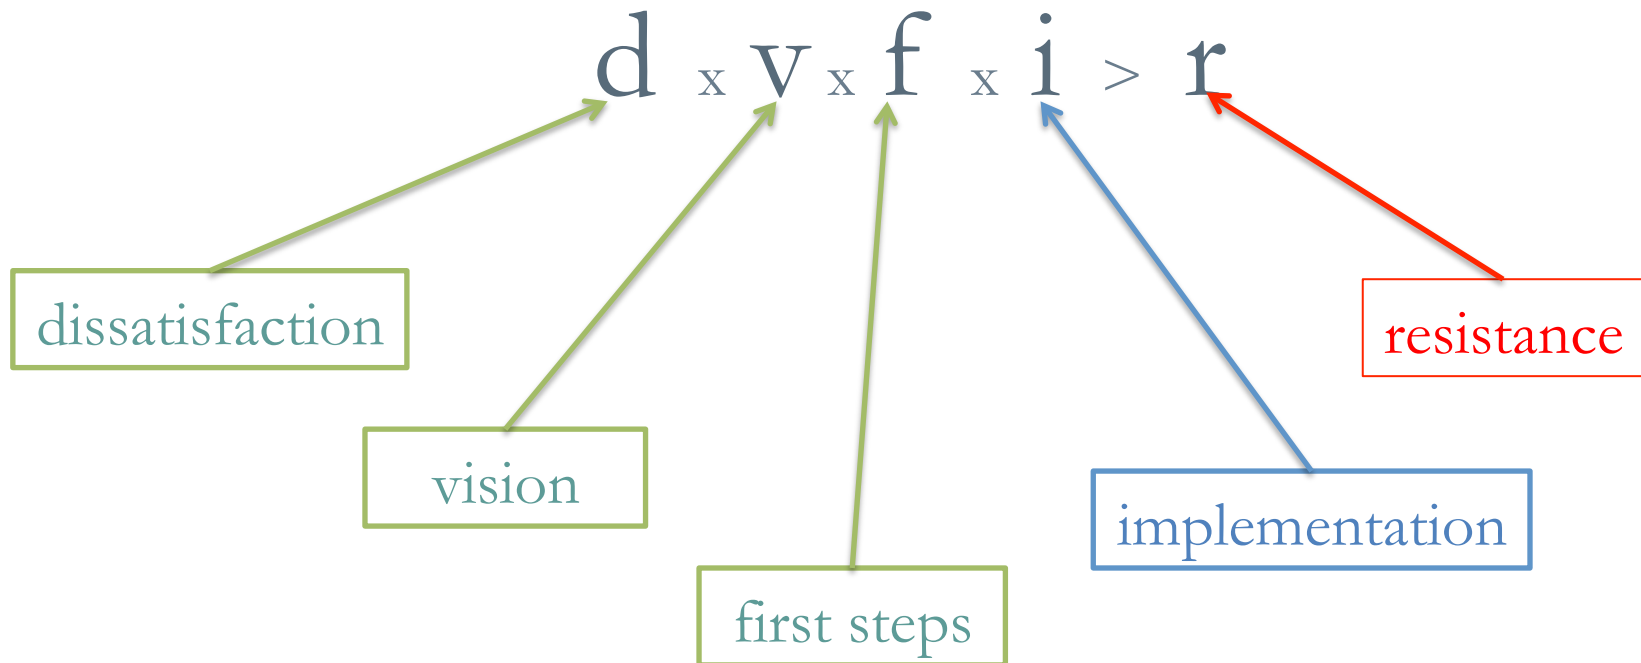 d x v x f x i > r
dissatisfaction
resistance
vision
implementation
first steps